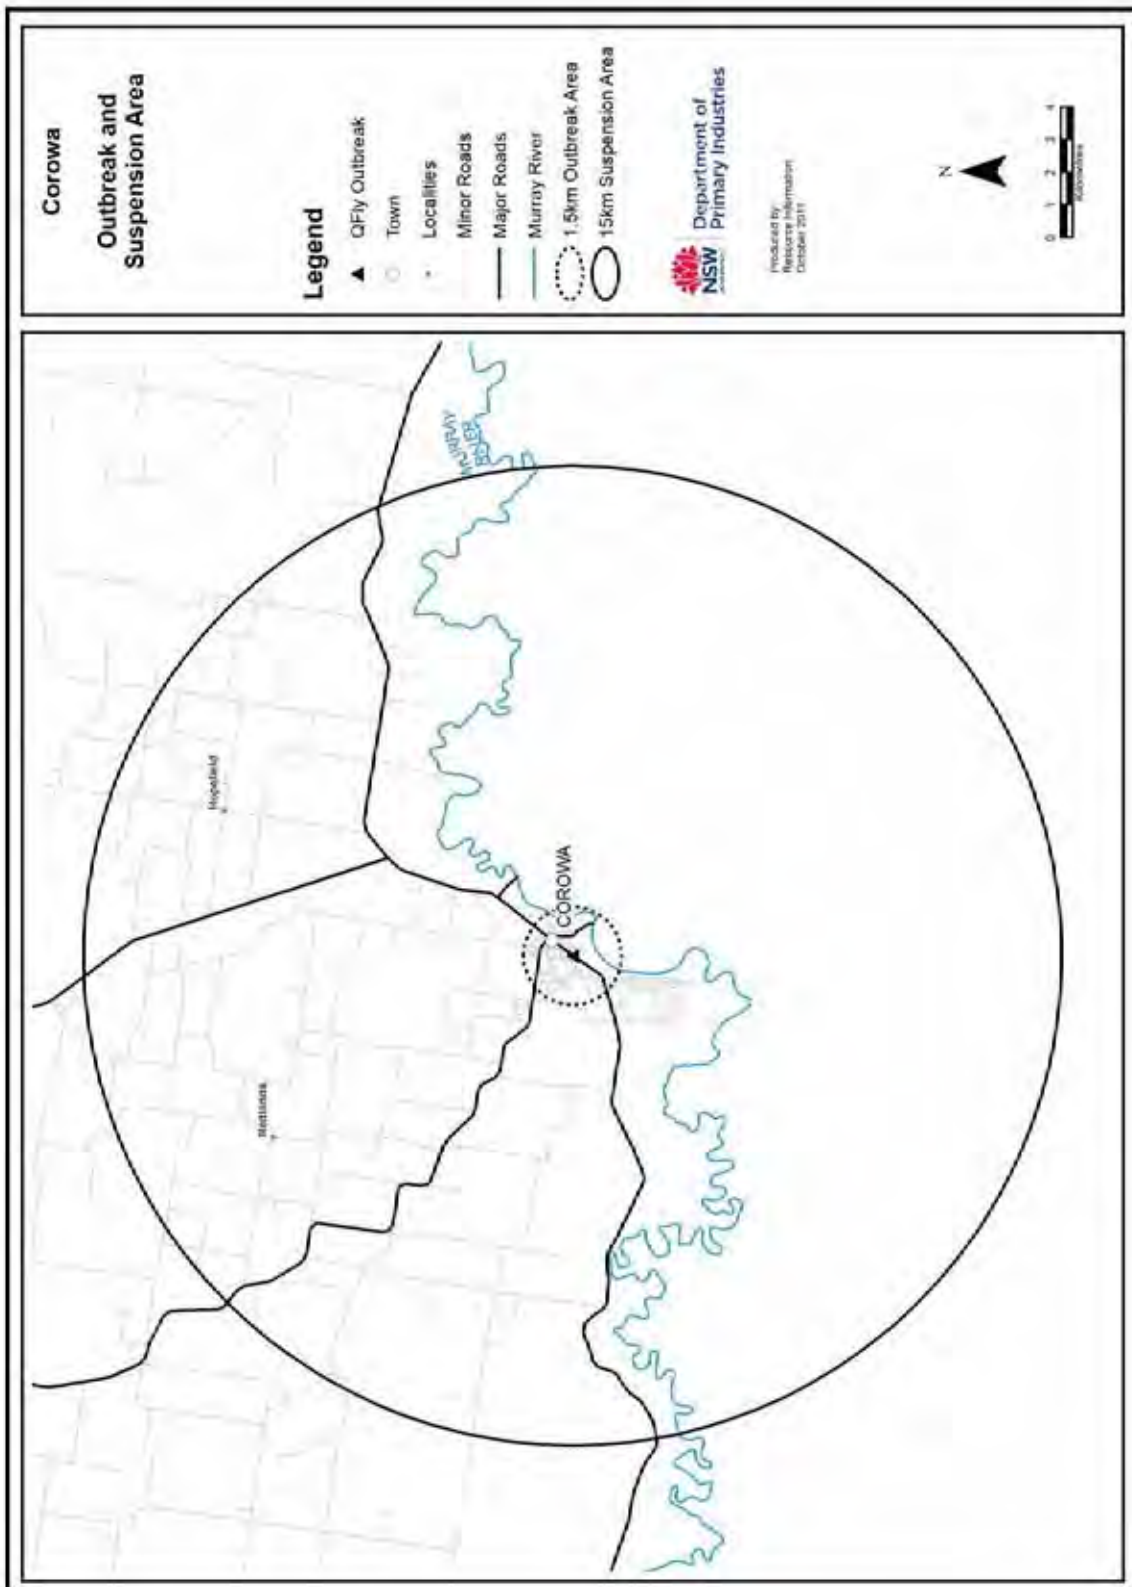 Corowa
Outbreak and
Suspension Area
Legend
QFly Outbreak
Town
Localities
Minor Roads
Major Roads
Murray River
1.5km Outbreak Area
15km Suspension Area
NSW
Department of
Primary Industries
Produced by:
Resource Information
October 2011
N
0 1 2 3 4
Kilometres
MURRAY
RIVER
Hopefield
COROWA